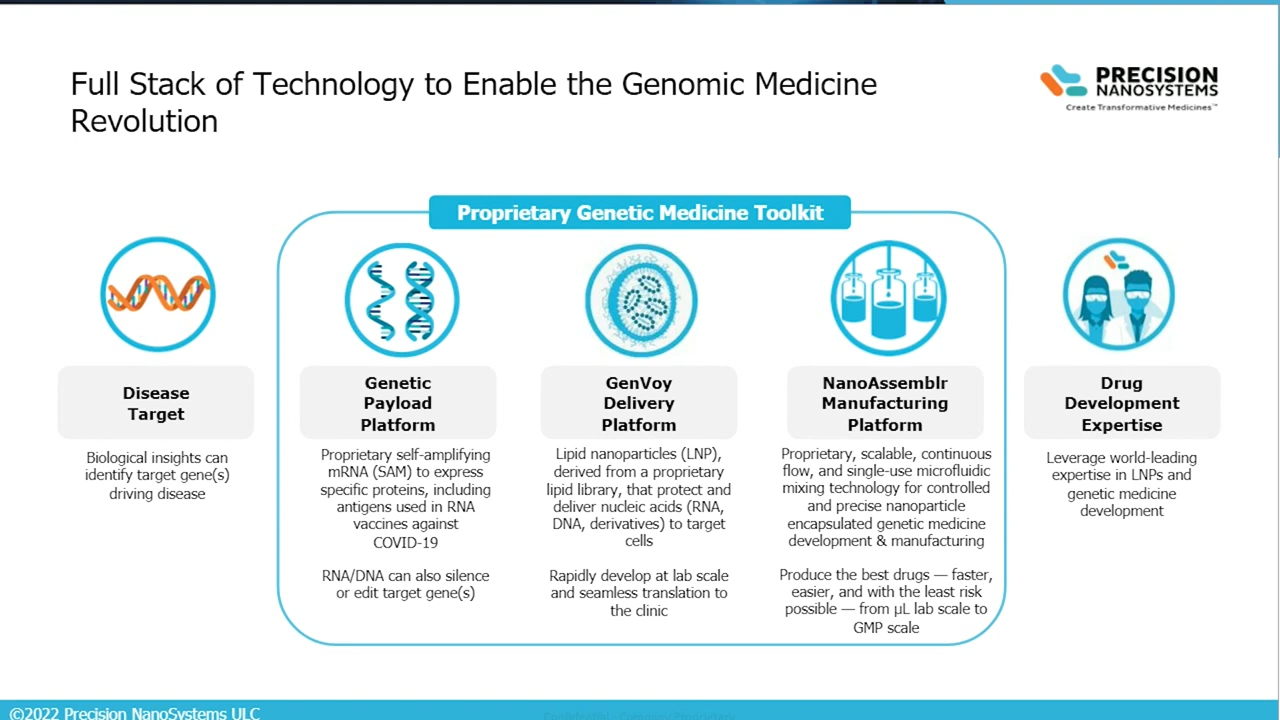 Full Stack of Technology to Enable the Genomic Medicine
Revolution
PRECISION
NANOSYSTEMS
Create Transformative Medicines™
Proprietary Genetic Medicine Toolkit
Disease
Target
Biological insights can
identify target gene(s)
driving disease
Genetic
Payload
Platform
Proprietary self-amplifying
mRNA (SAM) to express
specific proteins, including
antigens used in RNA
vaccines against
COVID-19
RNA/DNA can also silence
or edit target gene(s)
GenVoy
Delivery
Platform
Lipid nanoparticles (LNP),
derived from a proprietary
lipid library, that protect and
deliver nucleic acids (RNA,
DNA, derivatives) to target
cells
Rapidly develop at lab scale
and seamless translation to
the clinic
NanoAssemblr
Manufacturing
Platform
Proprietary, scalable, continuous
flow, and single-use microfluidic
mixing technology for controlled
and precise nanoparticle
encapsulated genetic medicine
development & manufacturing
Produce the best drugs — faster,
easier, and with the least risk
possible — from µL lab scale to
GMP scale
Drug
Development
Expertise
Leverage world-leading
expertise in LNPs and
genetic medicine
development
©2022 Precision NanoSystems ULC